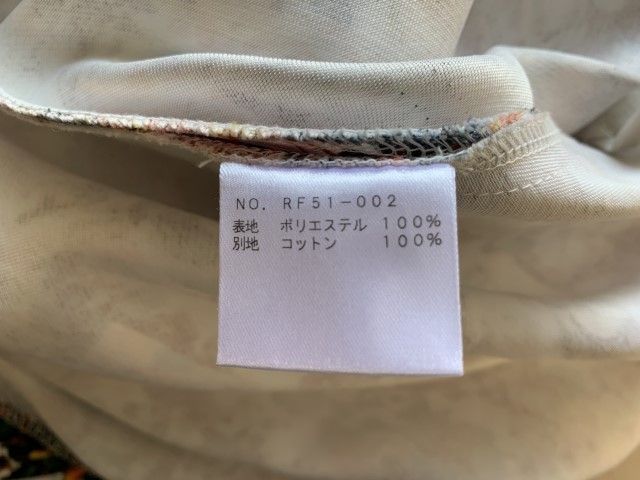 NO. RF51-002
表地 ポリエステル 100%
別地 コットン 100%